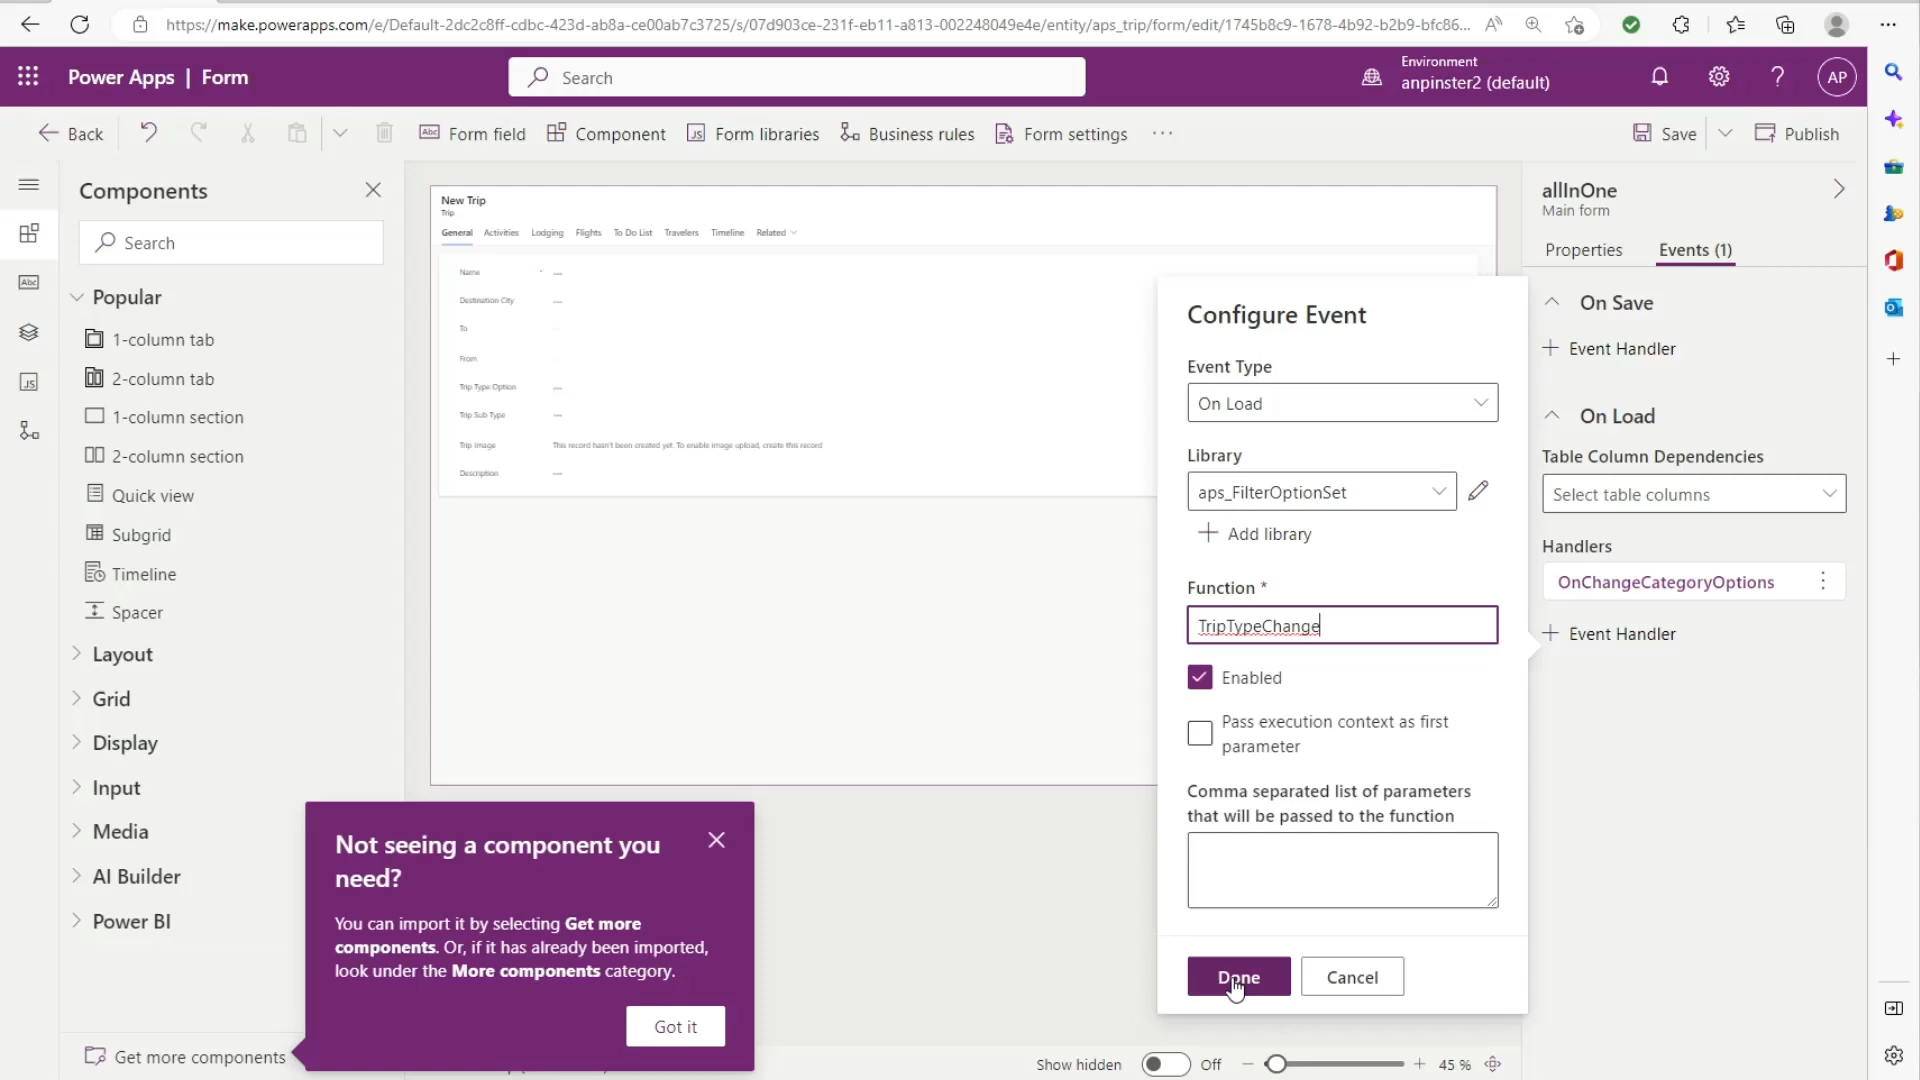 https://make.powerapps.com/e/Default-2dc2c8ff-cdbc-423d-ab8a-ce00ab7c3725/s/07d903ce-231f-eb11-a813-002248049e4e/entity/aps_trip/form/edit/1745b8c9-1678-4b92-b2b9-bfc86...
Power Apps | Form
Search
Environment
anpinster2 (default)
AP
Back
Form field
Component
Form libraries
Business rules
Form settings
Save
Publish
Components
Search
Popular
1-column tab
2-column tab
1-column section
2-column section
Quick view
Subgrid
Timeline
Spacer
Layout
Grid
Display
Input
Media
AI Builder
Power BI
Get more components
New Trip
Trip
General Activities Lodging Flights To Do List Travelers Timeline Related
Name * ---
Destination City ---
To
From
Trip Type Option ---
Trip Sub Type ---
Trip Image This record hasn't been created yet. To enable image upload, create this record
Description ---
Not seeing a component you
need?
You can import it by selecting Get more
components. Or, if it has already been imported,
look under the More components category.
Got it
Configure Event
Event Type
On Load
Library
aps_FilterOptionSet
Add library
Function *
TripTypeChange
Enabled
Pass execution context as first
parameter
Comma separated list of parameters
that will be passed to the function
Done
Cancel
Show hidden
Off
45 %
allInOne
Main form
Properties
Events (1)
On Save
Event Handler
On Load
Table Column Dependencies
Select table columns
Handlers
OnChangeCategoryOptions
Event Handler